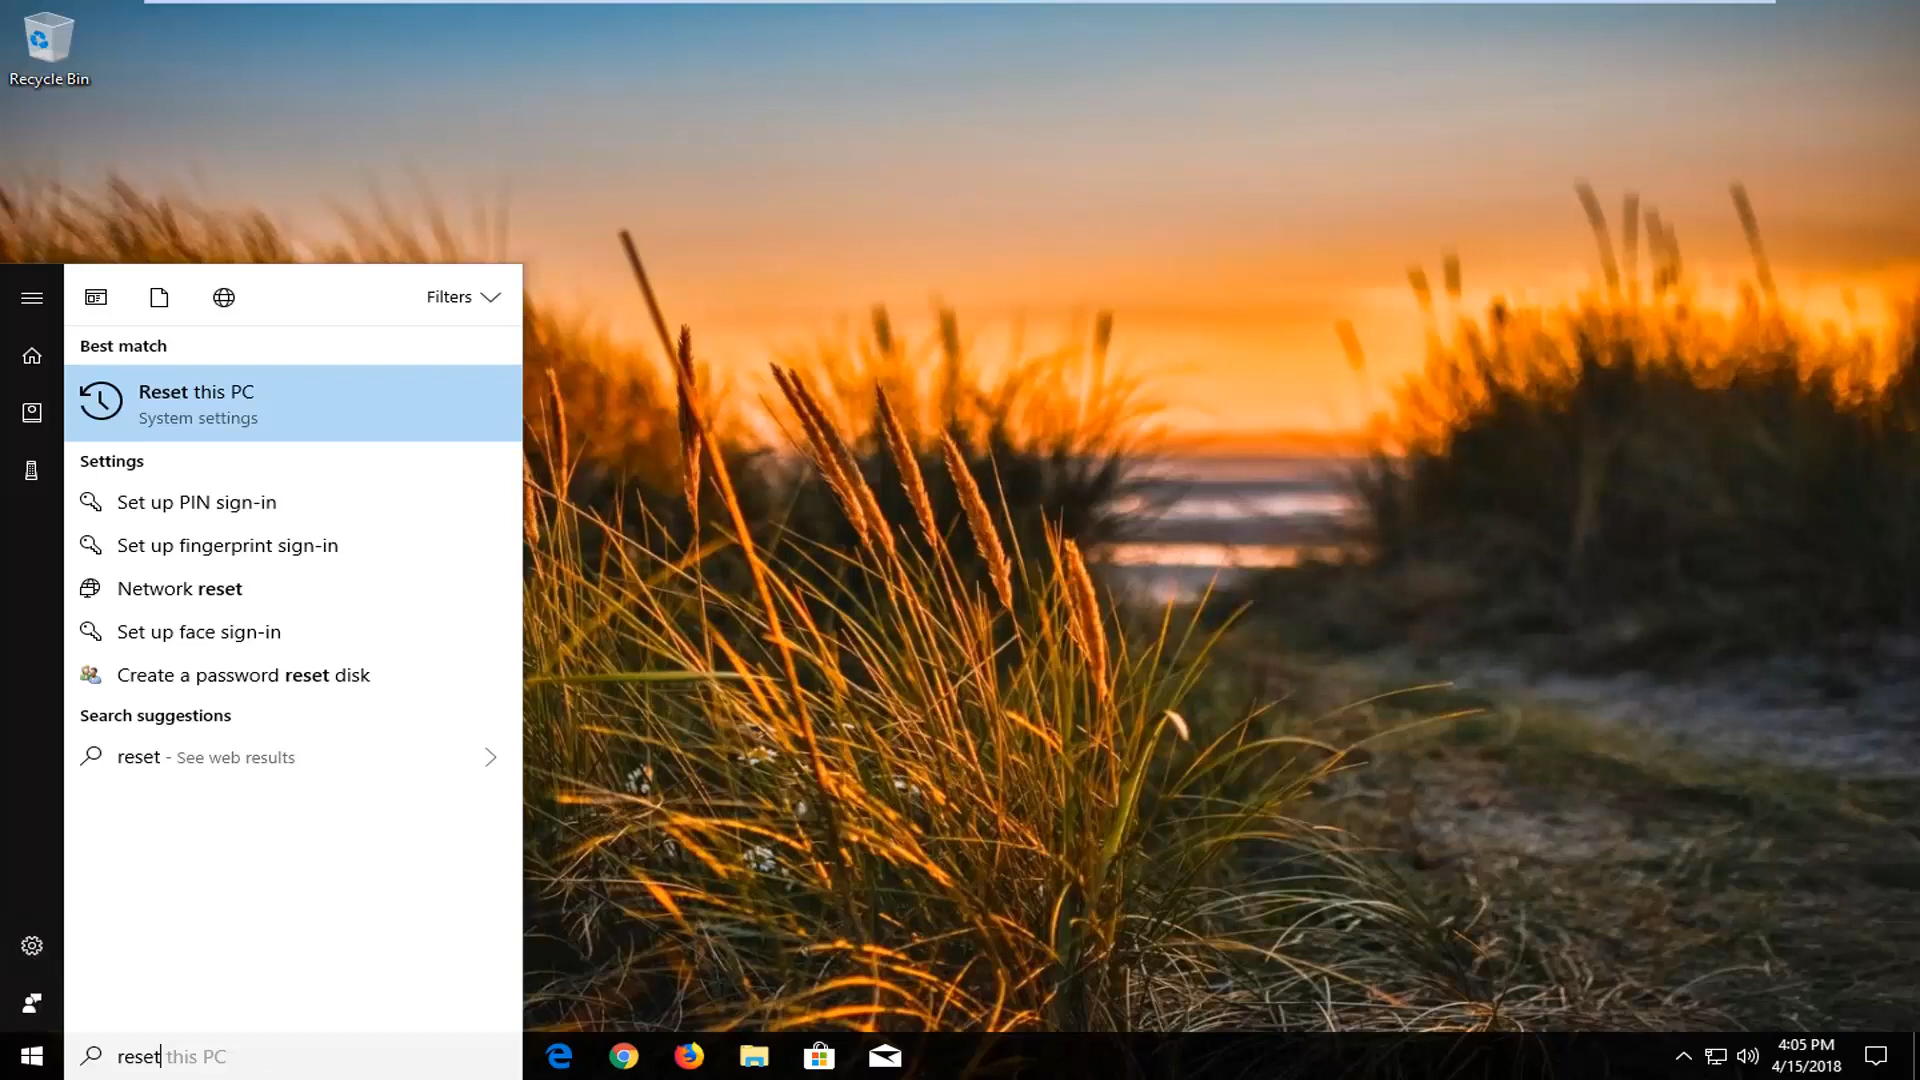 Recycle Bin
Filters
Best match
Reset this PC
System settings
Settings
Set up PIN sign-in
Set up fingerprint sign-in
Network reset
Set up face sign-in
Create a password reset disk
Search suggestions
reset - See web results
reset this PC
4:05 PM
4/15/2018